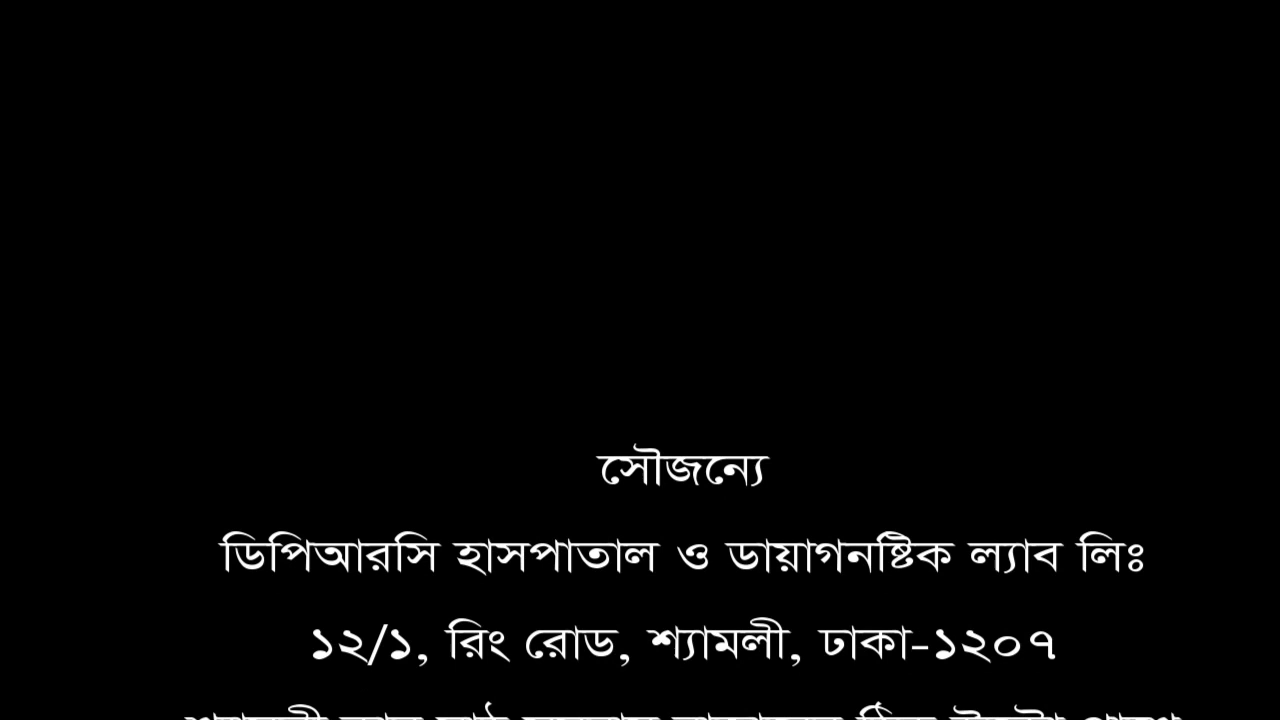 সৌজন্যে
ডিপিআরসি হাসপাতাল ও ডায়াগনষ্টিক ল্যাব লিঃ
১২/১, রিং রোড, শ্যামলী, ঢাকা-১২০৭